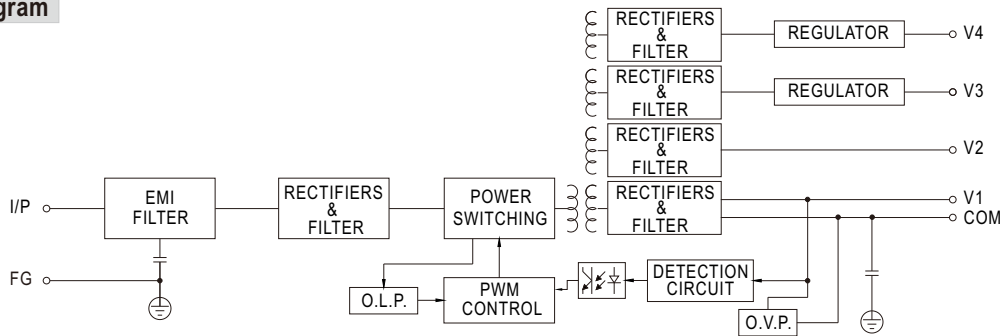 gram
RECTIFIERS
&
FILTER
REGULATOR
V4
RECTIFIERS
&
FILTER
REGULATOR
V3
RECTIFIERS
&
FILTER
V2
I/P
EMI
FILTER
RECTIFIERS
&
FILTER
POWER
SWITCHING
RECTIFIERS
&
FILTER
V1
COM
FG
O.L.P.
PWM
CONTROL
DETECTION
CIRCUIT
O.V.P.